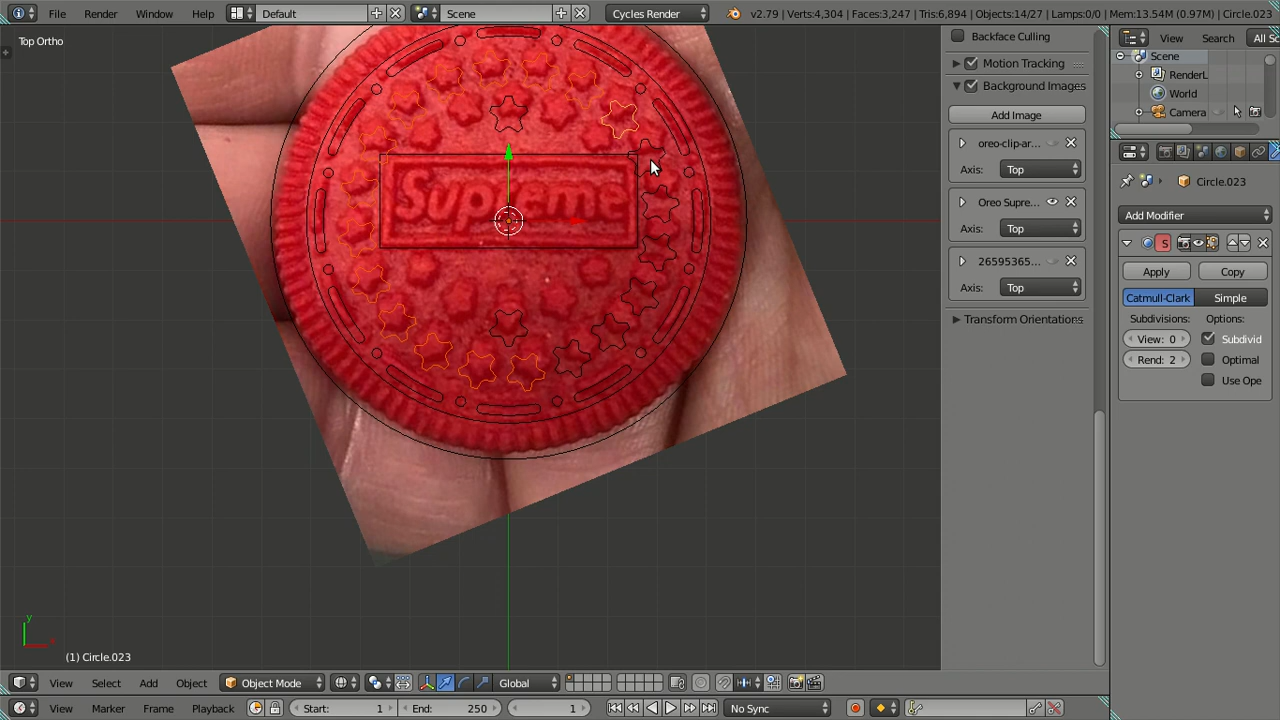 File Render Window Help Default Scene Cycles Render v2.79 | Verts:4,304 | Faces:3,247 | Tris:6,894 | Objects:14/27 | Lamps:0/0 | Mem:13.54M (0.97M) | Circle.023
Top Ortho
Backface Culling
Motion Tracking
Background Images
Add Image
oreo-clip-ar...
Axis: Top
Oreo Supre...
Axis: Top
26595365...
Axis: Top
Transform Orientations
View Search All Sc
Scene
RenderL
World
Camera
Circle.023
Add Modifier
S
Apply Copy
Catmull-Clark Simple
Subdivisions: Options:
View: 0 Subdivid
Rend: 2 Optimal
Use Ope
Supreme
y
x
(1) Circle.023
View Select Add Object Object Mode Global
View Marker Frame Playback Start: 1 End: 250 1 No Sync